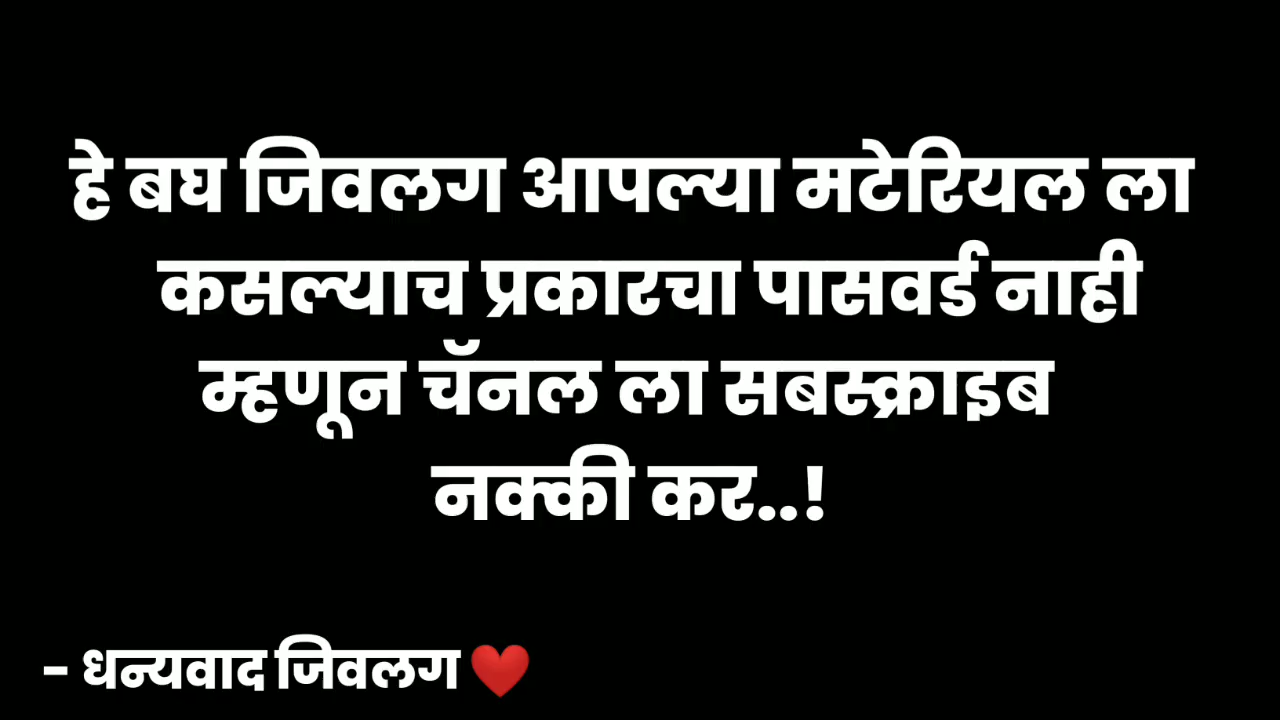 हे बघ जिवलग आपल्या मटेरियल ला
कसल्याच प्रकारचा पासवर्ड नाही
म्हणून चॅनल ला सबस्क्राइब
नक्की कर..!
- धन्यवाद जिवलग ❤️